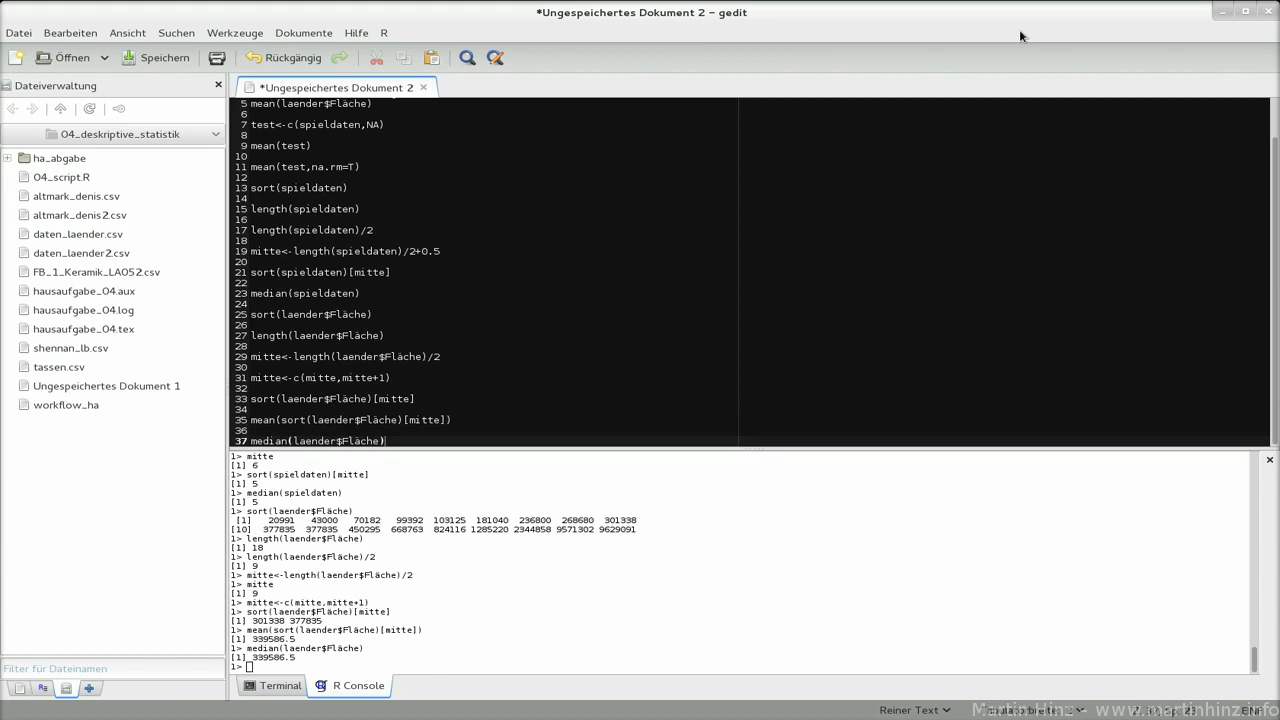 *Ungespeichertes Dokument 2 – gedit
Datei Bearbeiten Ansicht Suchen Werkzeuge Dokumente Hilfe R
Öffnen Speichern Rückgängig
Dateiverwaltung
*Ungespeichertes Dokument 2
04_deskriptive_statistik
ha_abgabe
04_script.R
altmark_denis.csv
altmark_denis2.csv
daten_laender.csv
daten_laender2.csv
FB_1_Keramik_LA052.csv
hausaufgabe_04.aux
hausaufgabe_04.log
hausaufgabe_04.tex
shennan_lb.csv
tassen.csv
Ungespeichertes Dokument 1
workflow_ha
Filter für Dateinamen
5 mean(laender$Fläche)
6
7 test<-c(spieldaten,NA)
8
9 mean(test)
10
11 mean(test,na.rm=T)
12
13 sort(spieldaten)
14
15 length(spieldaten)
16
17 length(spieldaten)/2
18
19 mitte<-length(spieldaten)/2+0.5
20
21 sort(spieldaten)[mitte]
22
23 median(spieldaten)
24
25 sort(laender$Fläche)
26
27 length(laender$Fläche)
28
29 mitte<-length(laender$Fläche)/2
30
31 mitte<-c(mitte,mitte+1)
32
33 sort(laender$Fläche)[mitte]
34
35 mean(sort(laender$Fläche)[mitte])
36
37 median(laender$Fläche)
1> mitte
[1] 6
1> sort(spieldaten)[mitte]
[1] 5
1> median(spieldaten)
[1] 5
1> sort(laender$Fläche)
[1] 20991 43000 70182 99392 103125 181040 236800 268680 301338
[10] 377835 377835 450295 668763 824116 1285220 2344858 9571302 9629091
1> length(laender$Fläche)
[1] 18
1> length(laender$Fläche)/2
[1] 9
1> mitte<-length(laender$Fläche)/2
1> mitte
[1] 9
1> mitte<-c(mitte,mitte+1)
1> sort(laender$Fläche)[mitte]
[1] 301338 377835
1> mean(sort(laender$Fläche)[mitte])
[1] 339586.5
1> median(laender$Fläche)
[1] 339586.5
1>
Terminal R Console
Reiner Text
Martin Hinz - www.martinhinz.info